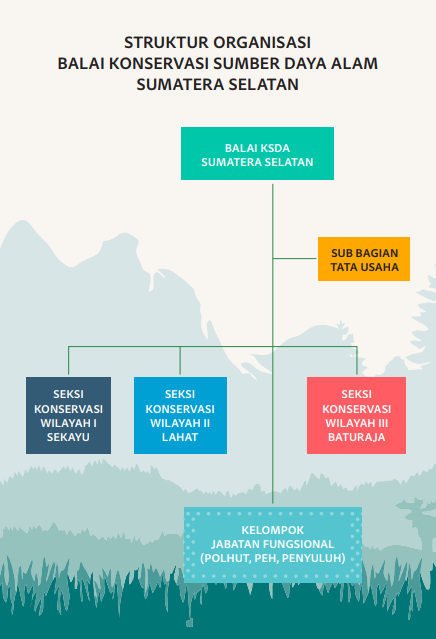 STRUKTUR ORGANISASI
BALAI KONSERVASI SUMBER DAYA ALAM
SUMATERA SELATAN
BALAI KSDA
SUMATERA SELATAN
SUB BAGIAN
TATA USAHA
SEKSI
KONSERVASI
WILAYAH I
SEKAYU
SEKSI
KONSERVASI
WILAYAH II
LAHAT
SEKSI
KONSERVASI
WILAYAH III
BATURAJA
KELOMPOK
JABATAN FUNGSIONAL
(POLHUT, PEH, PENYULUH)